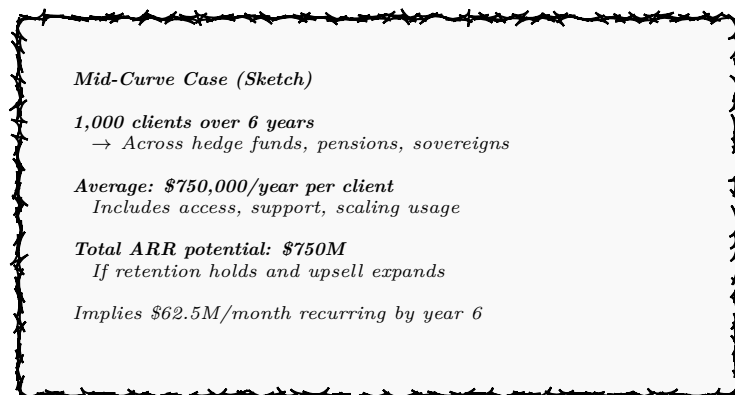 Mid-Curve Case (Sketch)
1,000 clients over 6 years
→ Across hedge funds, pensions, sovereigns
Average: $750,000/year per client
Includes access, support, scaling usage
Total ARR potential: $750M
If retention holds and upsell expands
Implies $62.5M/month recurring by year 6